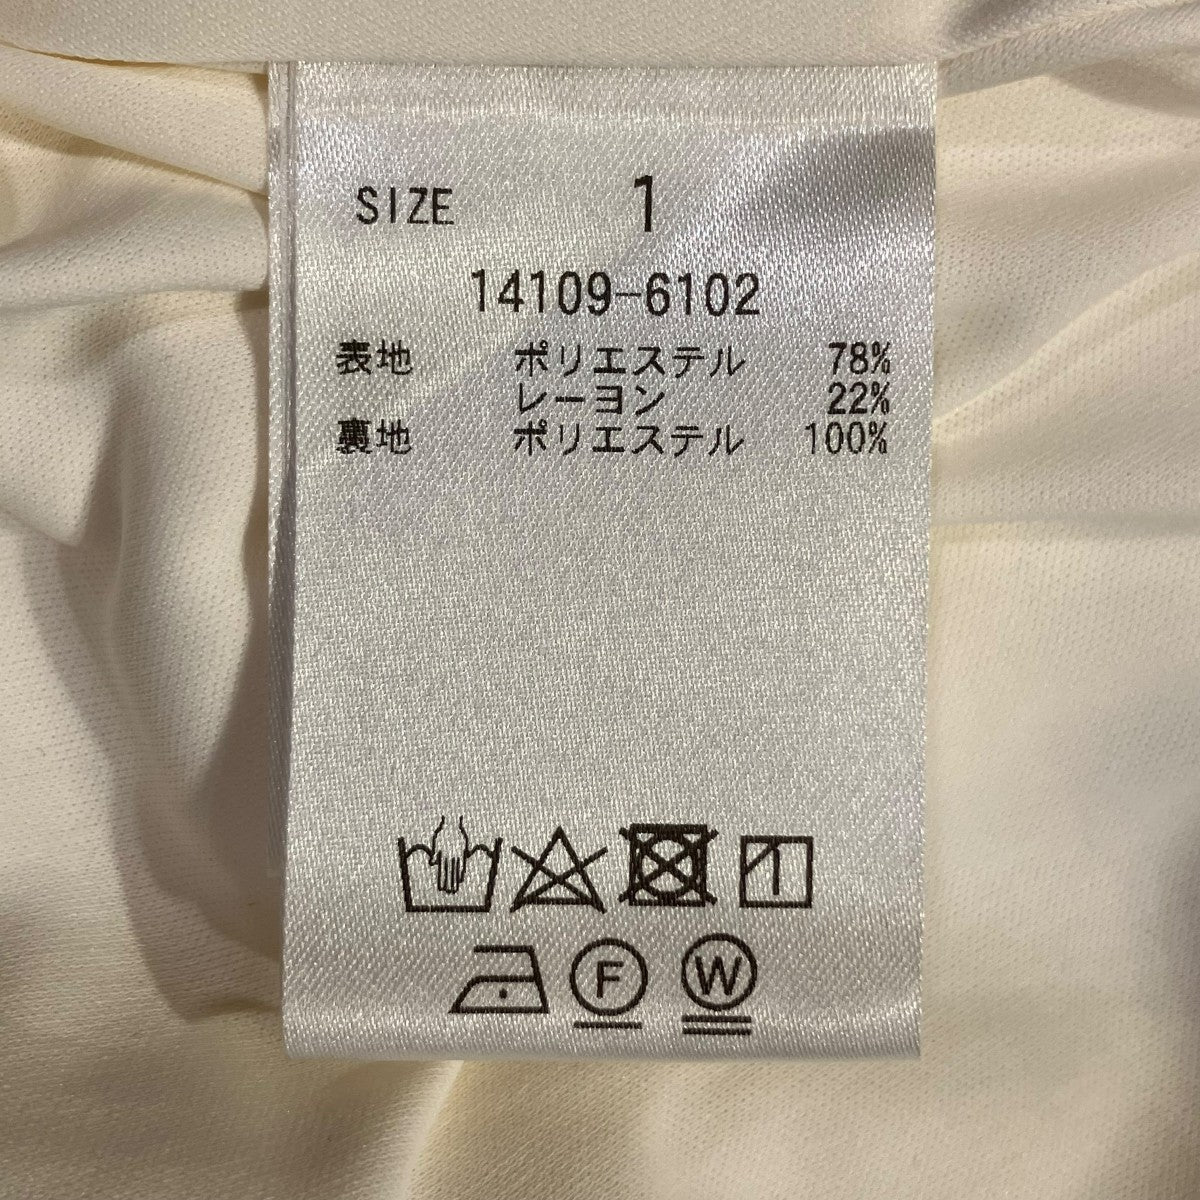 SIZE 1
14109-6102
表地 ポリエステル 78%
レーヨン 22%
裏地 ポリエステル 100%
F W